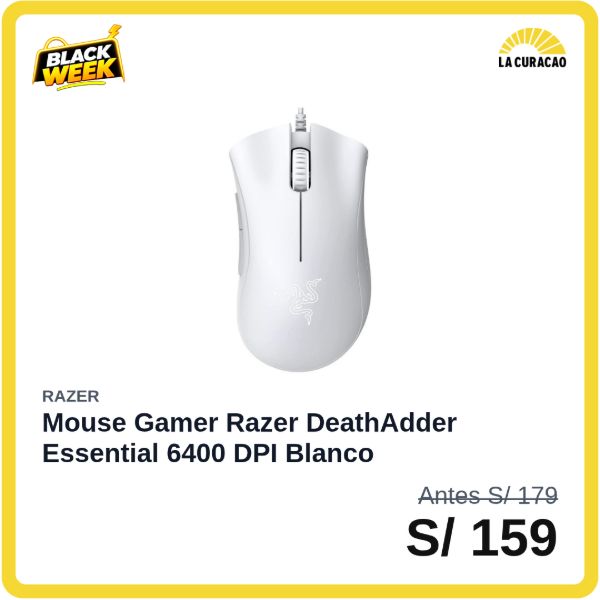 BLACK
WEEK
LA CURACAO
RAZER
Mouse Gamer Razer DeathAdder
Essential 6400 DPI Blanco
Antes S/ 179
S/ 159